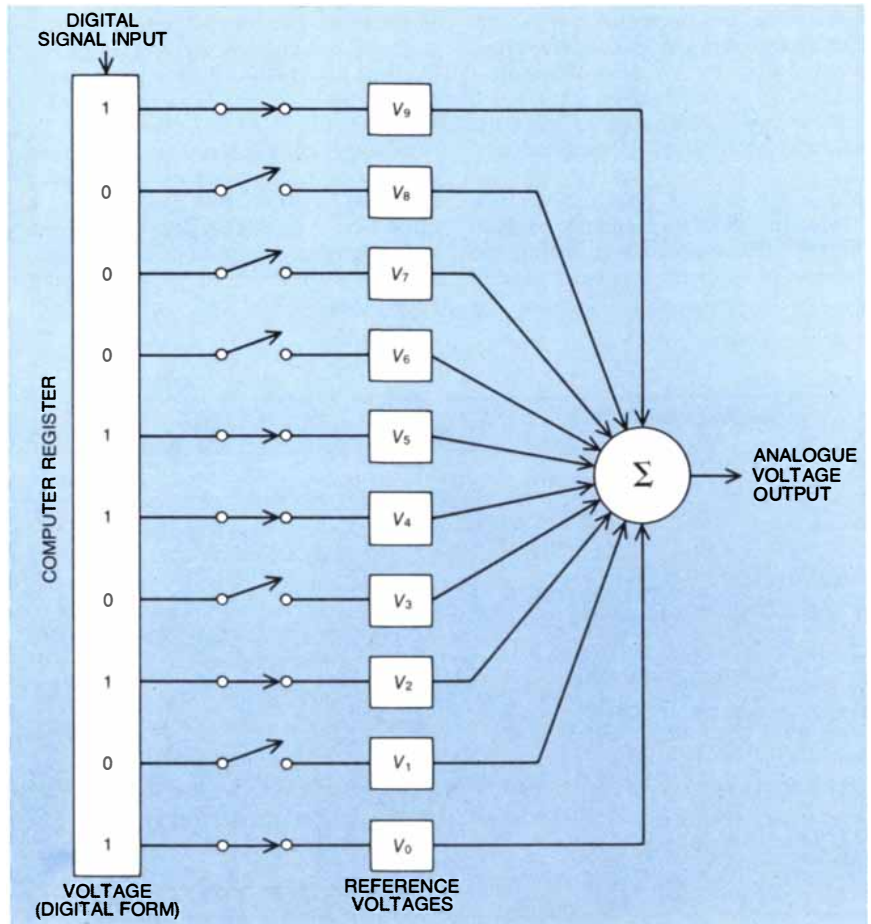 DIGITAL
SIGNAL INPUT
COMPUTER REGISTER
1 V₉
0 V₈
0 V₇
0 V₆
1 V₅
1 V₄
0 V₃
1 V₂
0 V₁
1 V₀
Σ
ANALOGUE
VOLTAGE
OUTPUT
VOLTAGE
(DIGITAL FORM)
REFERENCE
VOLTAGES